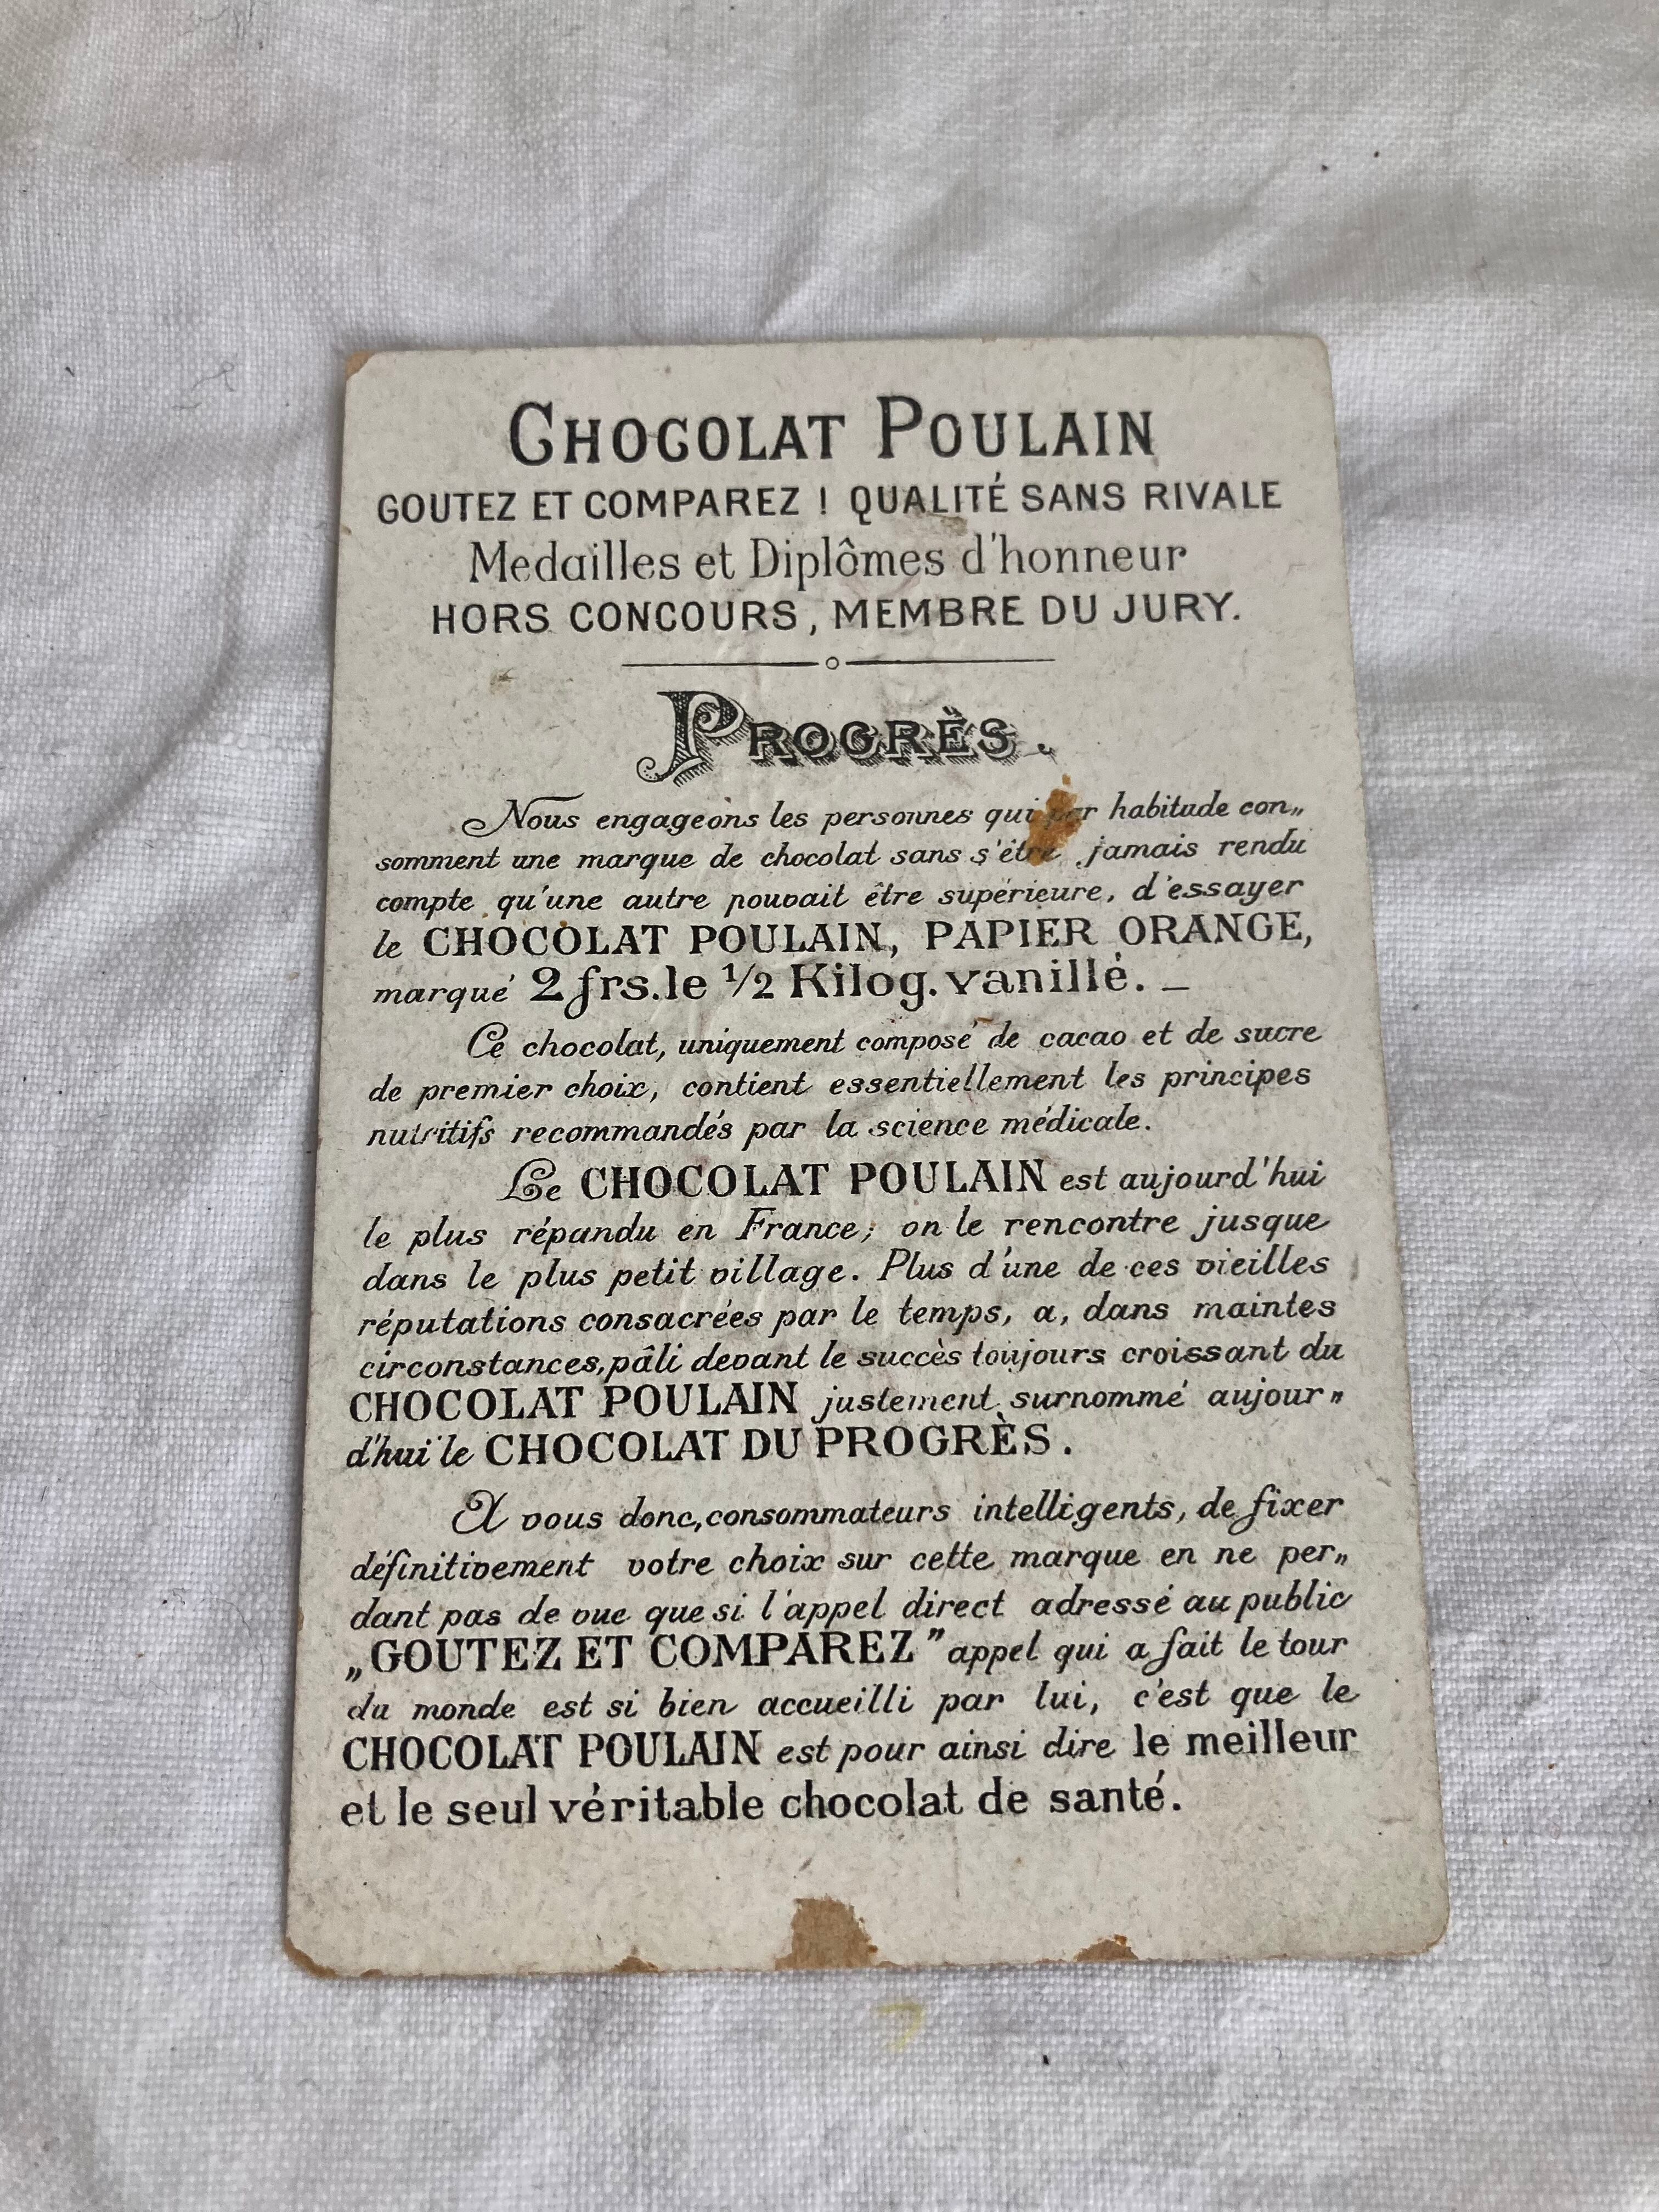 CHOCOLAT POULAIN
GOUTEZ ET COMPAREZ ! QUALITÉ SANS RIVALE
Medailles et Diplômes d'honneur
HORS CONCOURS, MEMBRE DU JURY.
PROGRÈS.
Nous engageons les personnes qui par habitude con„
somment une marque de chocolat sans s'être jamais rendu
compte qu'une autre pouvait être supérieure, d'essayer
le CHOCOLAT POULAIN, PAPIER ORANGE,
marqué 2 frs. le ½ Kilog. vanillé. _
Ce chocolat, uniquement composé de cacao et de sucre
de premier choix, contient essentiellement les principes
nutritifs recommandés par la science médicale.
Le CHOCOLAT POULAIN est aujourd'hui
le plus répandu en France; on le rencontre jusque
dans le plus petit village. Plus d'une de ces vieilles
réputations consacrées par le temps, a, dans maintes
circonstances, pâli devant le succès toujours croissant du
CHOCOLAT POULAIN justement surnommé aujour„
d'hui le CHOCOLAT DU PROGRÈS.
A vous donc, consommateurs intelligents, de fixer
définitivement votre choix sur cette marque en ne per„
dant pas de vue que si l'appel direct adressé au public
„GOUTEZ ET COMPAREZ" appel qui a fait le tour
du monde est si bien accueilli par lui, c'est que le
CHOCOLAT POULAIN est pour ainsi dire le meilleur
et le seul véritable chocolat de santé.